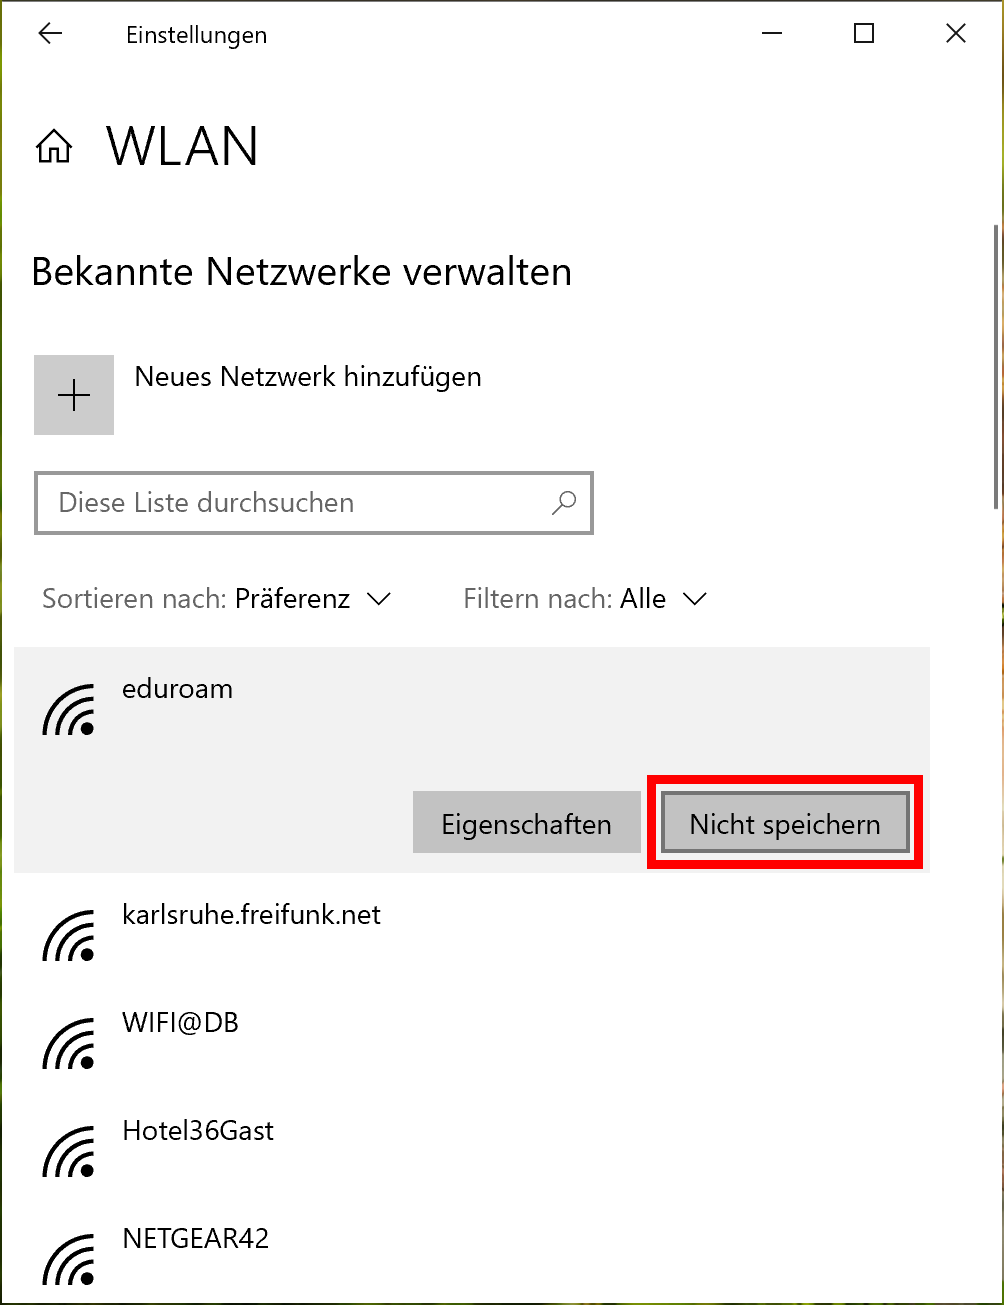 Einstellungen
WLAN
Bekannte Netzwerke verwalten
Neues Netzwerk hinzufügen
Diese Liste durchsuchen
Sortieren nach: Präferenz Filtern nach: Alle
eduroam
Eigenschaften Nicht speichern
karlsruhe.freifunk.net
WIFI@DB
Hotel36Gast
NETGEAR42